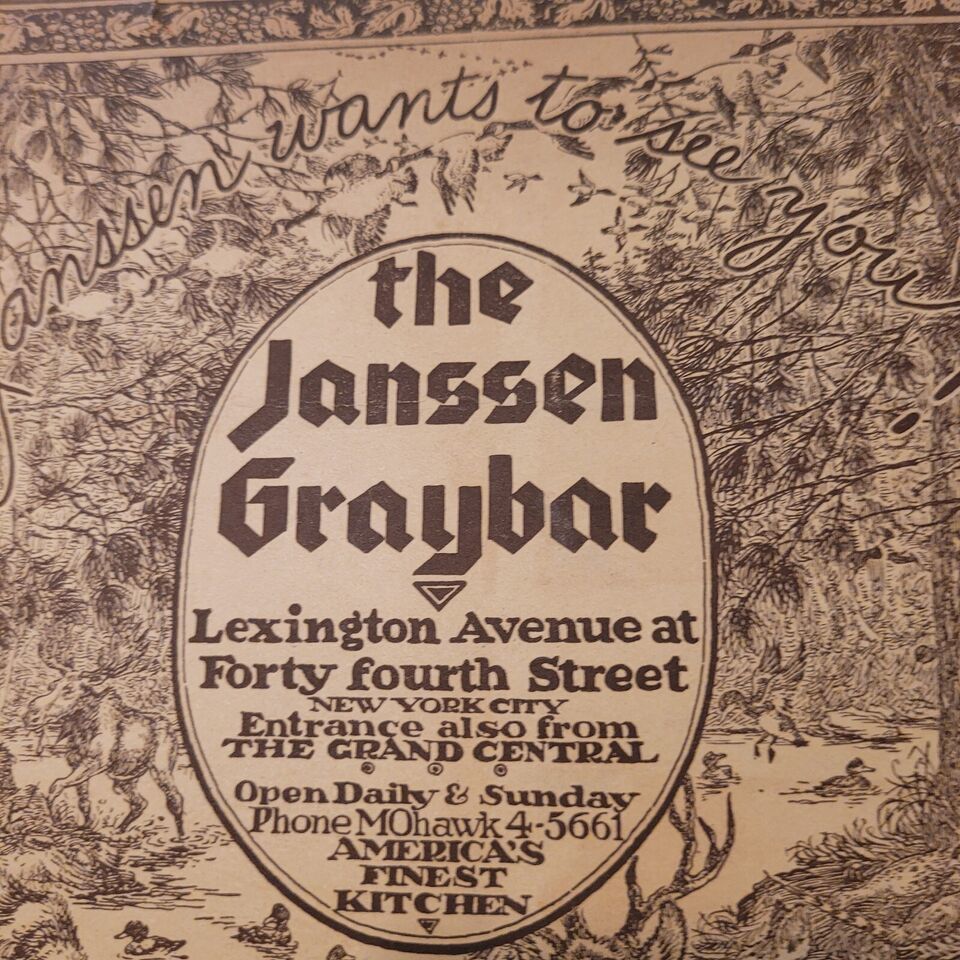 Janssen wants to see you!
the
Janssen
Graybar
Lexington Avenue at
Forty fourth Street
NEW YORK CITY
Entrance also from
THE GRAND CENTRAL
Open Daily & Sunday
Phone MOhawk 4-5661
AMERICA'S
FINEST
KITCHEN